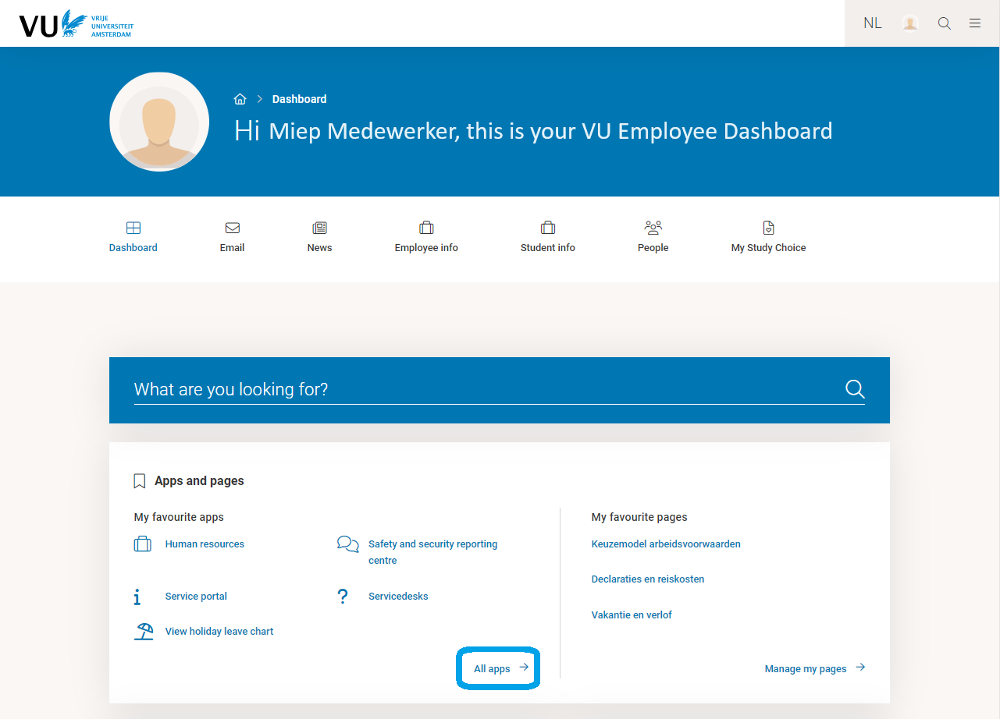 VU VRIJE
UNIVERSITEIT
AMSTERDAM
NL
Dashboard
Hi Miep Medewerker, this is your VU Employee Dashboard
Dashboard
Email
News
Employee info
Student info
People
My Study Choice
What are you looking for?
Apps and pages
My favourite apps
Human resources
Safety and security reporting
centre
Service portal
Servicedesks
View holiday leave chart
All apps
My favourite pages
Keuzemodel arbeidsvoorwaarden
Declaraties en reiskosten
Vakantie en verlof
Manage my pages